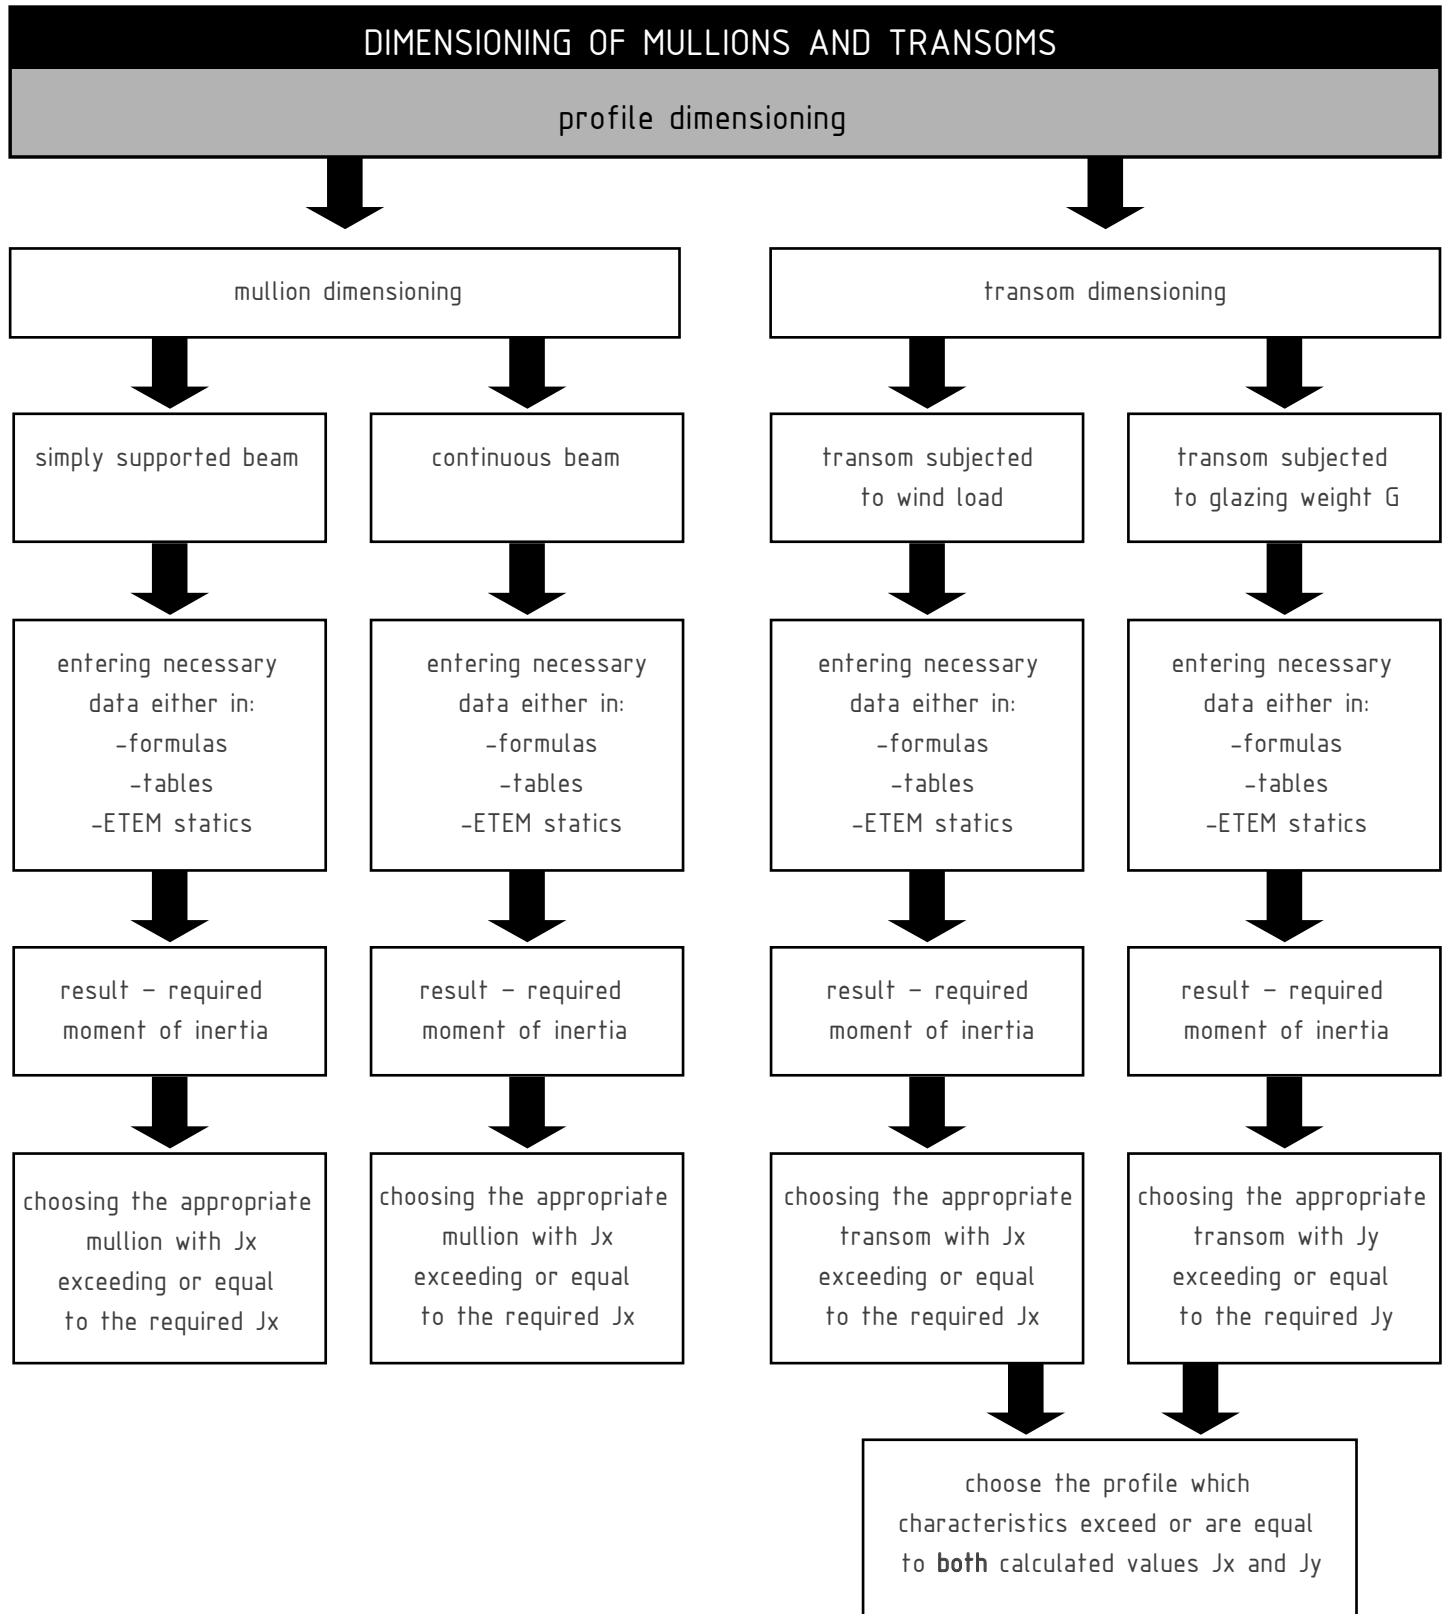 DIMENSIONING OF MULLIONS AND TRANSOMS
profile dimensioning
mullion dimensioning
transom dimensioning
simply supported beam
continuous beam
transom subjected
to wind load
transom subjected
to glazing weight G
entering necessary
data either in:
-formulas
-tables
-ETEM statics
entering necessary
data either in:
-formulas
-tables
-ETEM statics
entering necessary
data either in:
-formulas
-tables
-ETEM statics
entering necessary
data either in:
-formulas
-tables
-ETEM statics
result – required
moment of inertia
result – required
moment of inertia
result – required
moment of inertia
result – required
moment of inertia
choosing the appropriate
mullion with Jx
exceeding or equal
to the required Jx
choosing the appropriate
mullion with Jx
exceeding or equal
to the required Jx
choosing the appropriate
transom with Jx
exceeding or equal
to the required Jx
choosing the appropriate
transom with Jy
exceeding or equal
to the required Jy
choose the profile which
characteristics exceed or are equal
to both calculated values Jx and Jy